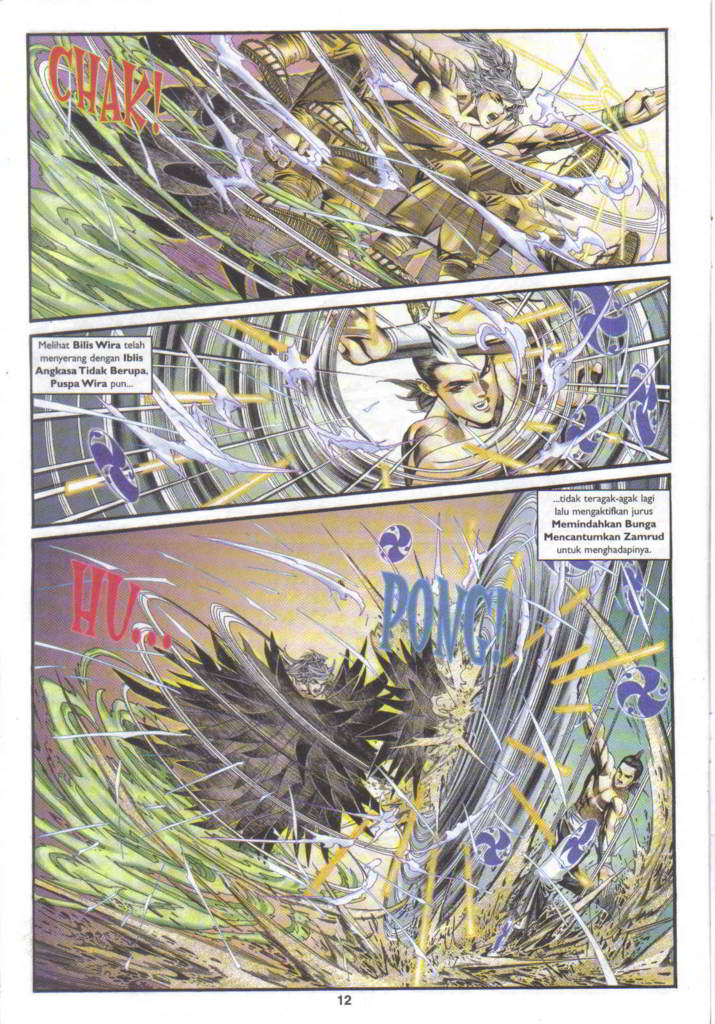 CHAK!
Melihat Bilis Wira telah
menyerang dengan Iblis
Angkasa Tidak Berupa,
Puspa Wira pun...
...tidak teragak-agak lagi
lalu mengaktifkan jurus
Memindahkan Bunga
Mencantumkan Zamrud
untuk menghadapinya.
HU...
PONG!
12